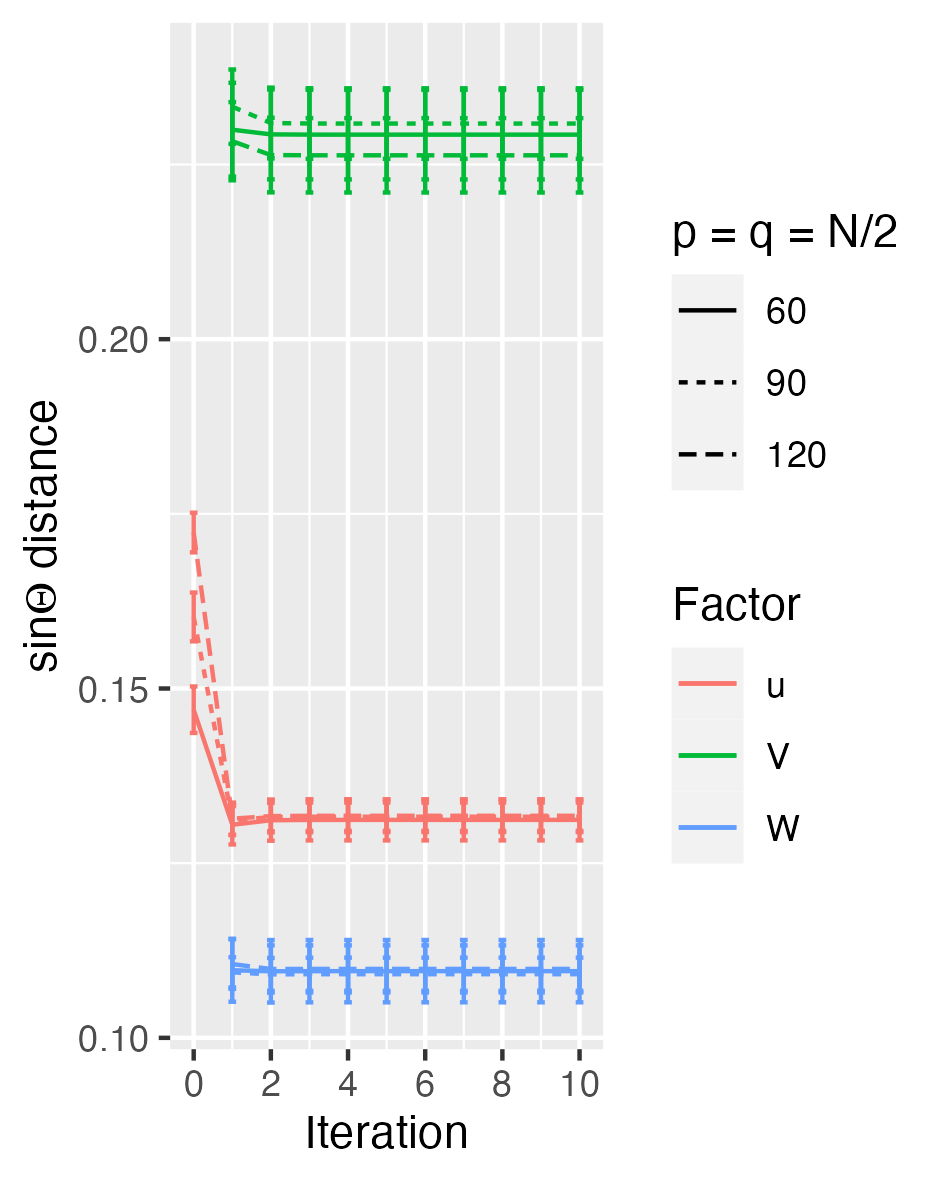 sinΘ distance
0.20
0.15
0.10
0 2 4 6 8 10
Iteration
p = q = N/2
60
90
120
Factor
u
V
W